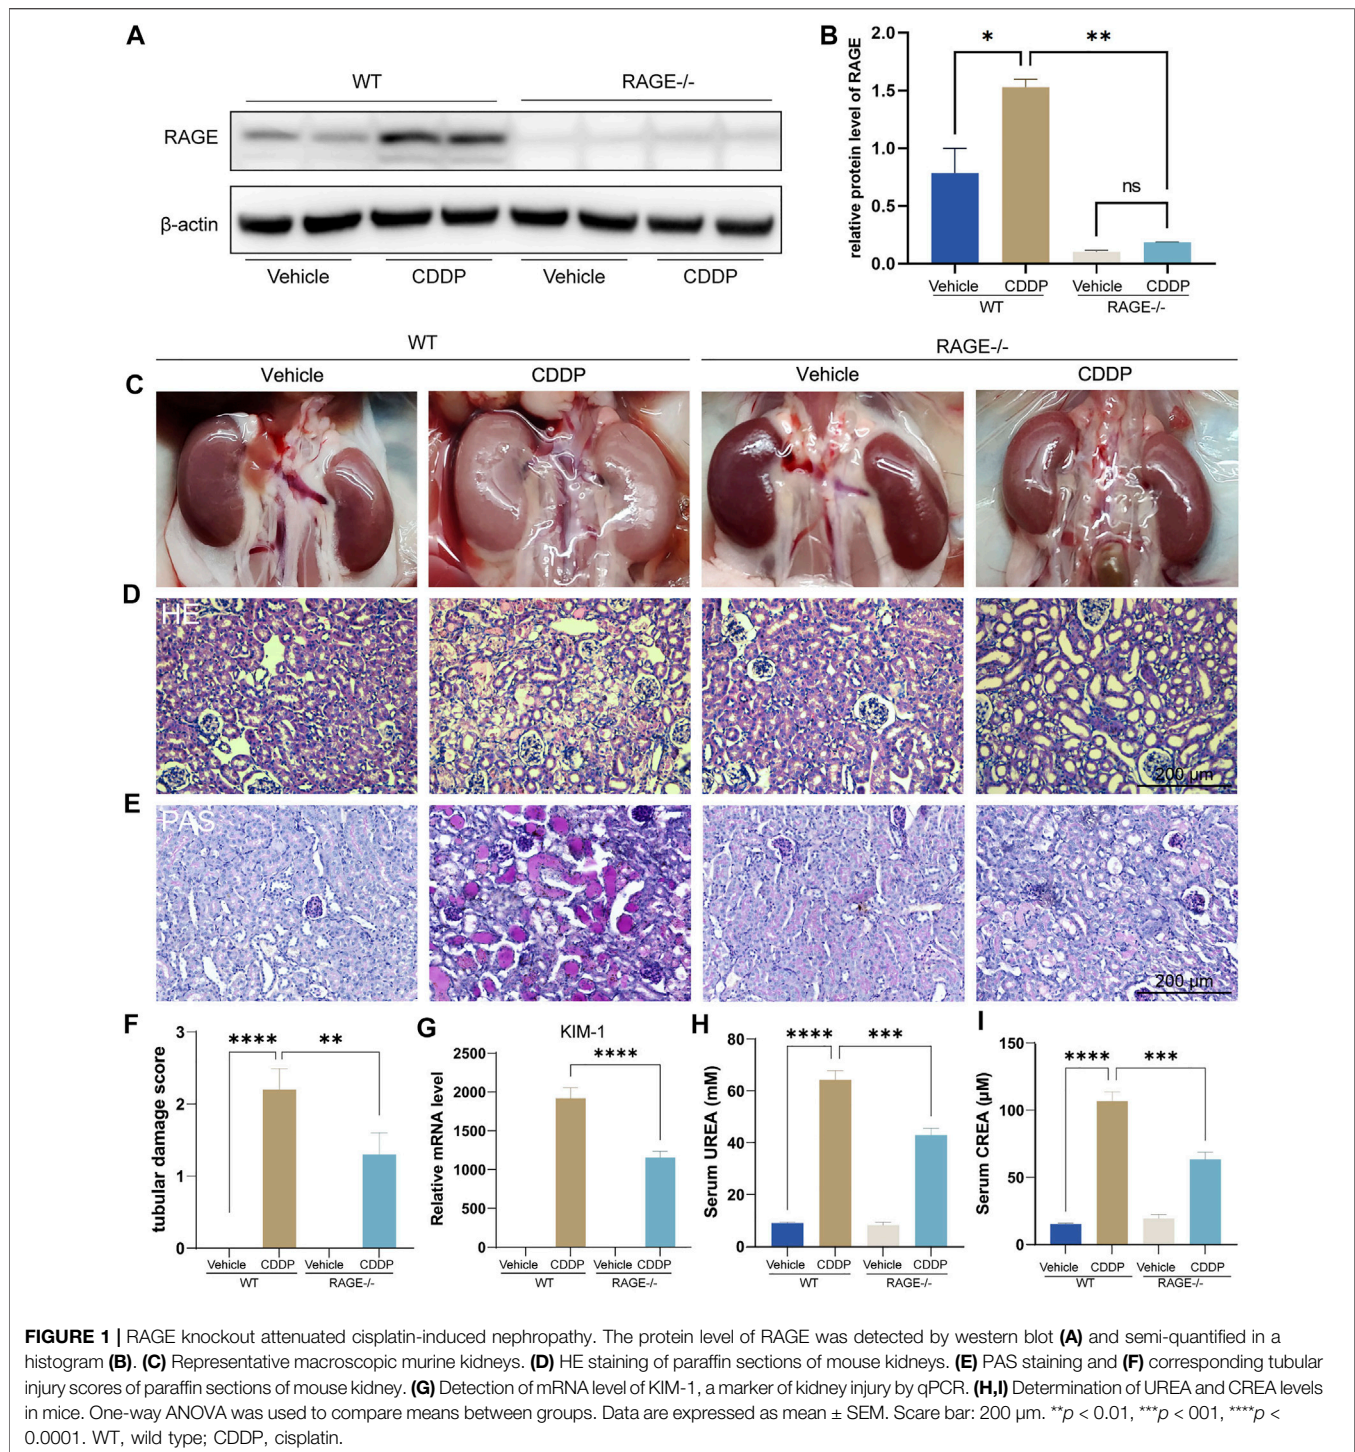 A
WT
RAGE-/-
RAGE
β-actin
Vehicle
CDDP
Vehicle
CDDP
B
relative protein level of RAGE
2.0
1.5
1.0
0.5
0.0
*
**
ns
Vehicle
CDDP
Vehicle
CDDP
WT
RAGE-/-
WT
RAGE-/-
C
Vehicle
CDDP
Vehicle
CDDP
D
HE
200 µm
E
PAS
200 µm
F
tubular damage score
3
2
1
0
****
**
Vehicle CDDP Vehicle CDDP
WT
RAGE-/-
G
KIM-1
Relative mRNA level
2500
2000
1500
1000
500
0
****
Vehicle CDDP Vehicle CDDP
WT
RAGE-/-
H
Serum UREA (mM)
80
60
40
20
0
****
***
Vehicle CDDP Vehicle CDDP
WT
RAGE-/-
I
Serum CREA (µM)
150
100
50
0
****
***
Vehicle CDDP Vehicle CDDP
WT
RAGE-/-
FIGURE 1 | RAGE knockout attenuated cisplatin-induced nephropathy. The protein level of RAGE was detected by western blot (A) and semi-quantified in a
histogram (B). (C) Representative macroscopic murine kidneys. (D) HE staining of paraffin sections of mouse kidneys. (E) PAS staining and (F) corresponding tubular
injury scores of paraffin sections of mouse kidney. (G) Detection of mRNA level of KIM-1, a marker of kidney injury by qPCR. (H,I) Determination of UREA and CREA levels
in mice. One-way ANOVA was used to compare means between groups. Data are expressed as mean ± SEM. Scare bar: 200 µm. **p < 0.01, ***p < 001, ****p <
0.0001. WT, wild type; CDDP, cisplatin.